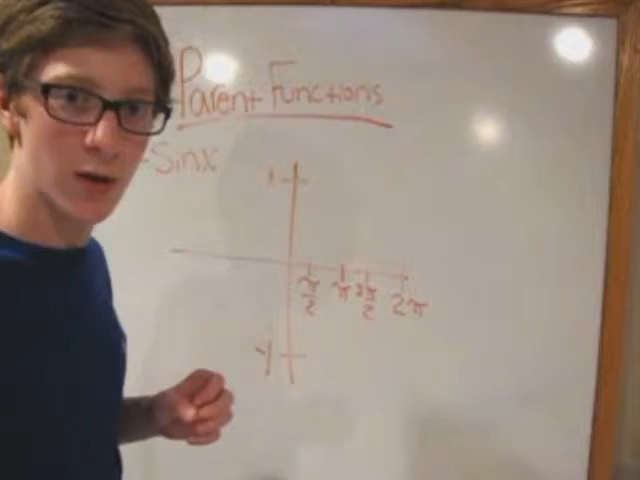 Parent Functions
=Sinx
1
π/2 π 3π/2 2π
-1